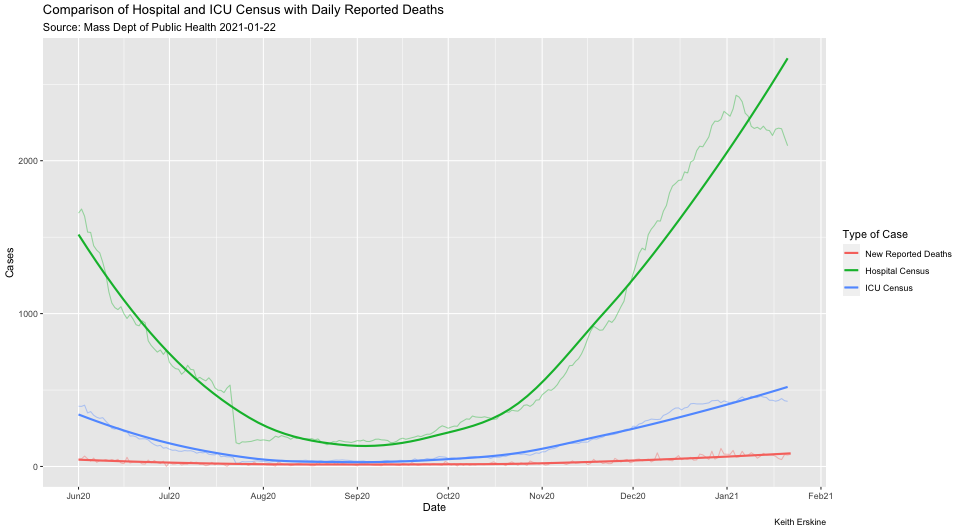 Comparison of Hospital and ICU Census with Daily Reported Deaths
Source: Mass Dept of Public Health 2021-01-22
Cases
2000
1000
0
Jun20 Jul20 Aug20 Sep20 Oct20 Nov20 Dec20 Jan21 Feb21
Date
Type of Case
New Reported Deaths
Hospital Census
ICU Census
Keith Erskine